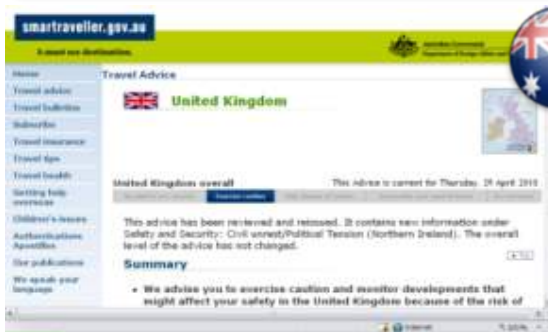 smartraveller.gov.au
Home
Travel advice
Travel bulletins
Subscribe
Travel insurance
Travel tips
Travel health
Getting help
overseas
Children's issues
Authentications
Apostilles
Our publications
We speak your
language
Travel Advice
United Kingdom
United Kingdom overall
This Advice is current for Thursday, 29 April 2010
Exercise caution
This advice has been reviewed and reissued. It contains new information under
Safety and Security: Civil unrest/Political Tension (Northern Ireland). The overall
level of the advice has not changed.
Summary
• We advise you to exercise caution and monitor developments that
might affect your safety in the United Kingdom because of the risk of
Internet